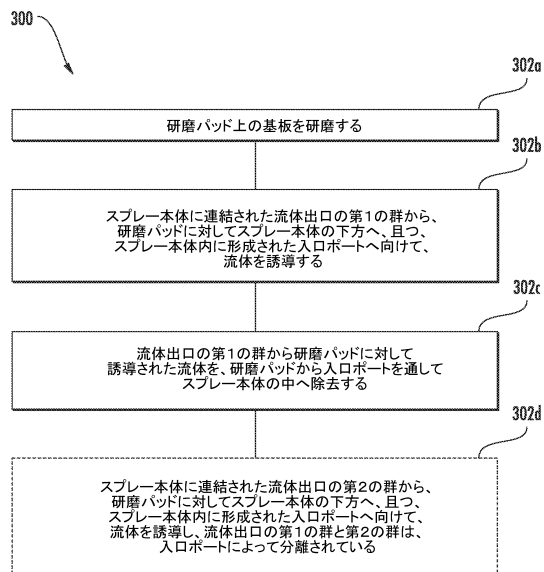 300
302a
研磨パッド上の基板を研磨する
302b
スプレー本体に連結された流体出口の第1の群から、
研磨パッドに対してスプレー本体の下方へ、且つ、
スプレー本体内に形成された入口ポートへ向けて、
流体を誘導する
302c
流体出口の第1の群から研磨パッドに対して
誘導された流体を、研磨パッドから入口ポートを通して
スプレー本体の中へ除去する
302d
スプレー本体に連結された流体出口の第2の群から、
研磨パッドに対してスプレー本体の下方へ、且つ、
スプレー本体内に形成された入口ポートへ向けて、
流体を誘導し、流体出口の第1の群と第2の群は、
入口ポートによって分離されている